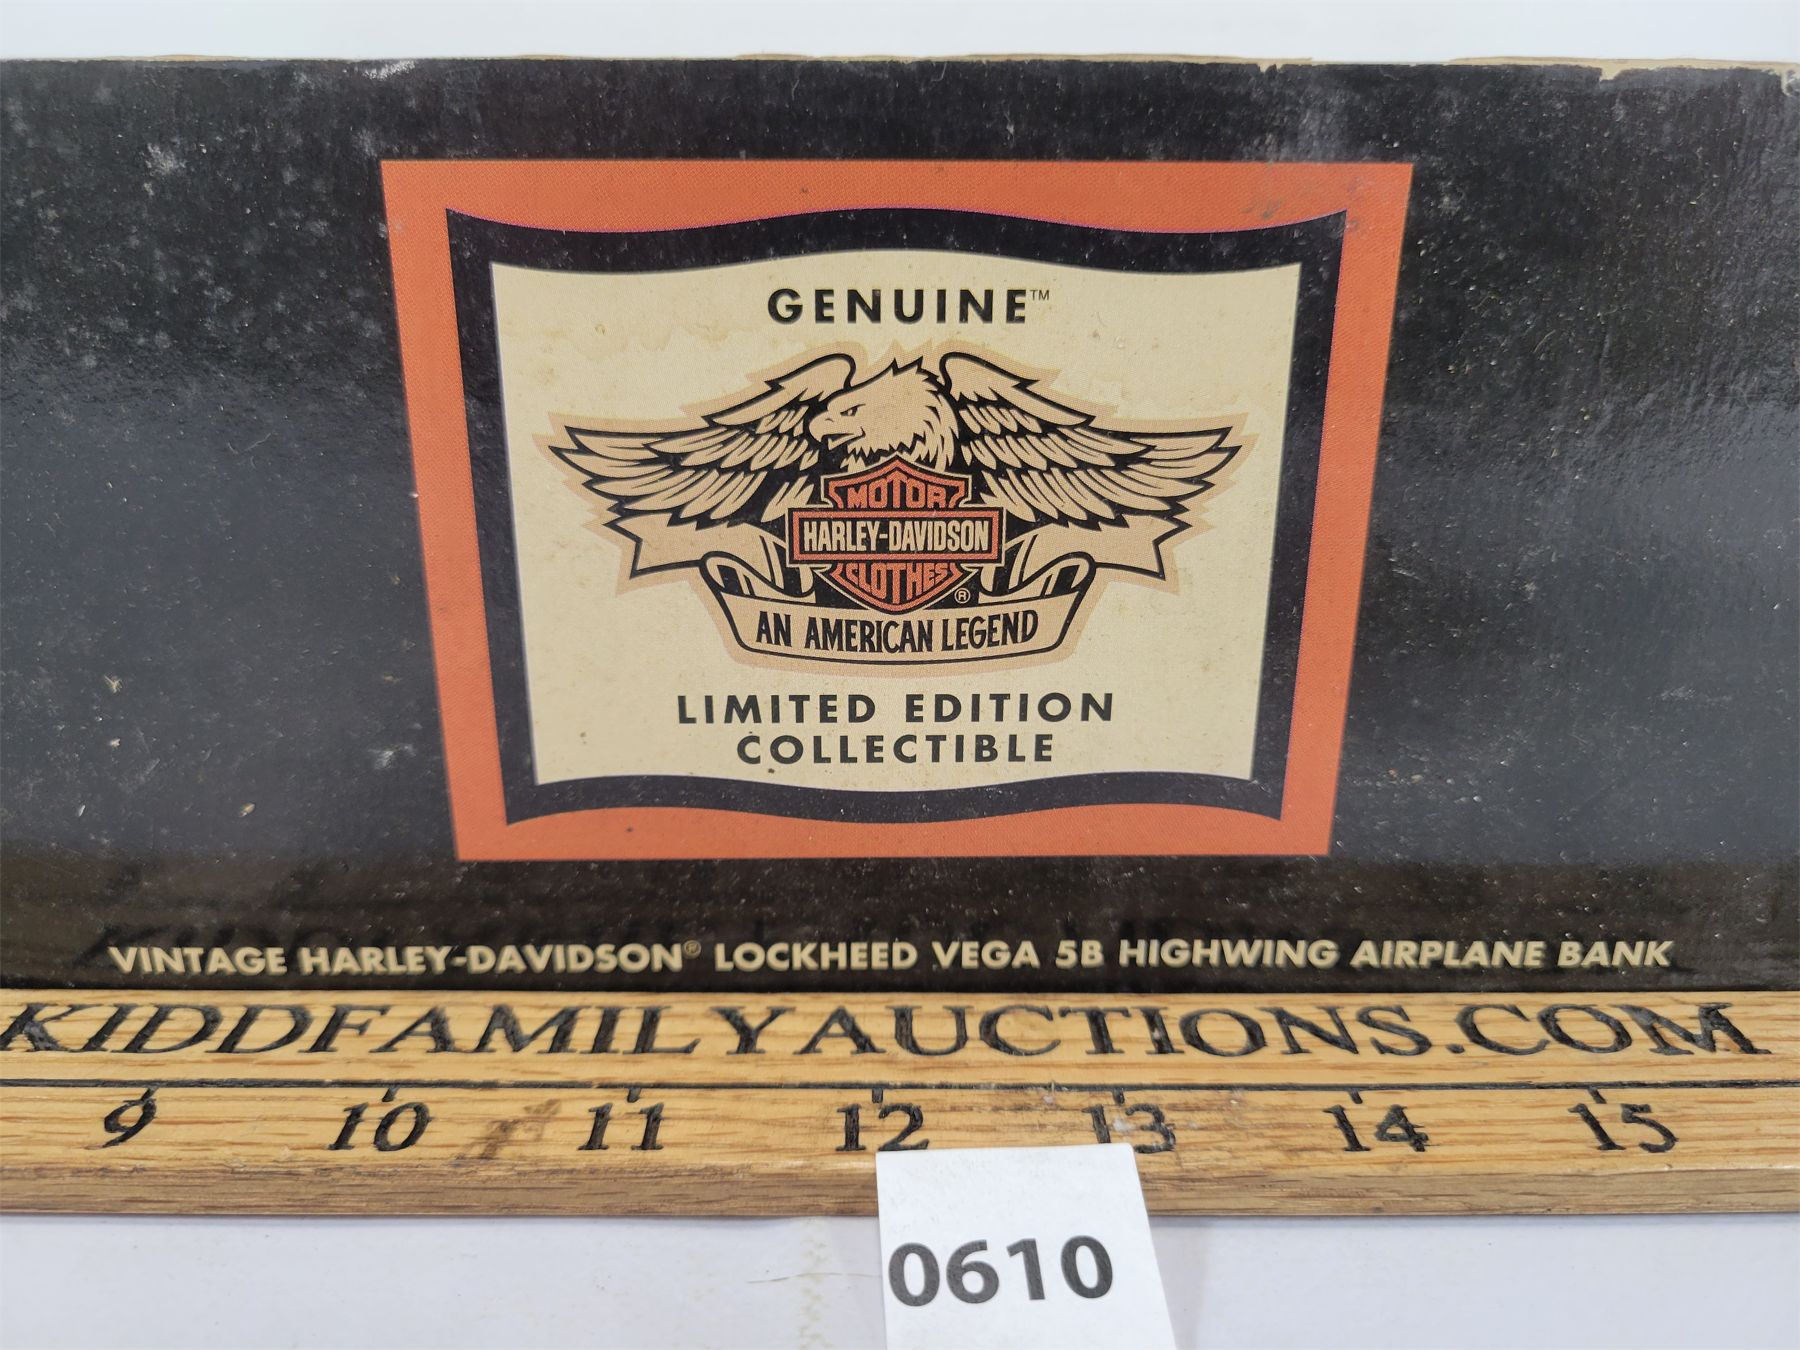 GENUINE™
MOTOR
HARLEY-DAVIDSON
CLOTHES
®
AN AMERICAN LEGEND
LIMITED EDITION
COLLECTIBLE
VINTAGE HARLEY-DAVIDSON® LOCKHEED VEGA 5B HIGHWING AIRPLANE BANK
KIDDFAMILYAUCTIONS.COM
9 10 11 12 13 14 15
0610